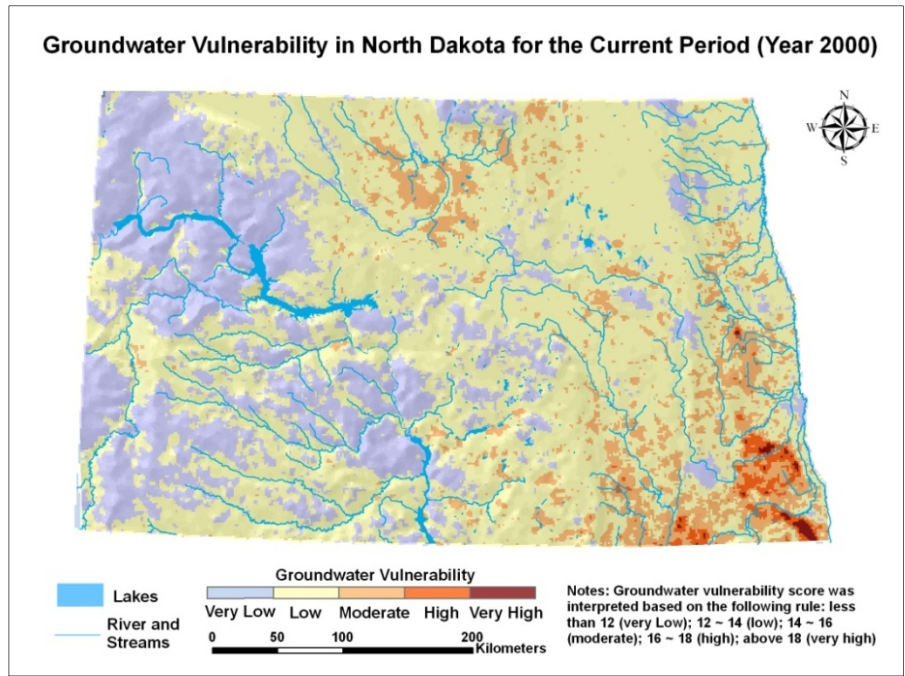 Groundwater Vulnerability in North Dakota for the Current Period (Year 2000)
N
W E
S
Groundwater Vulnerability
Lakes
Very Low Low Moderate High Very High
River and
Streams
0 50 100 200
Kilometers
Notes: Groundwater vulnerability score was
interpreted based on the following rule: less
than 12 (very Low); 12 ~ 14 (low); 14 ~ 16
(moderate); 16 ~ 18 (high); above 18 (very high)